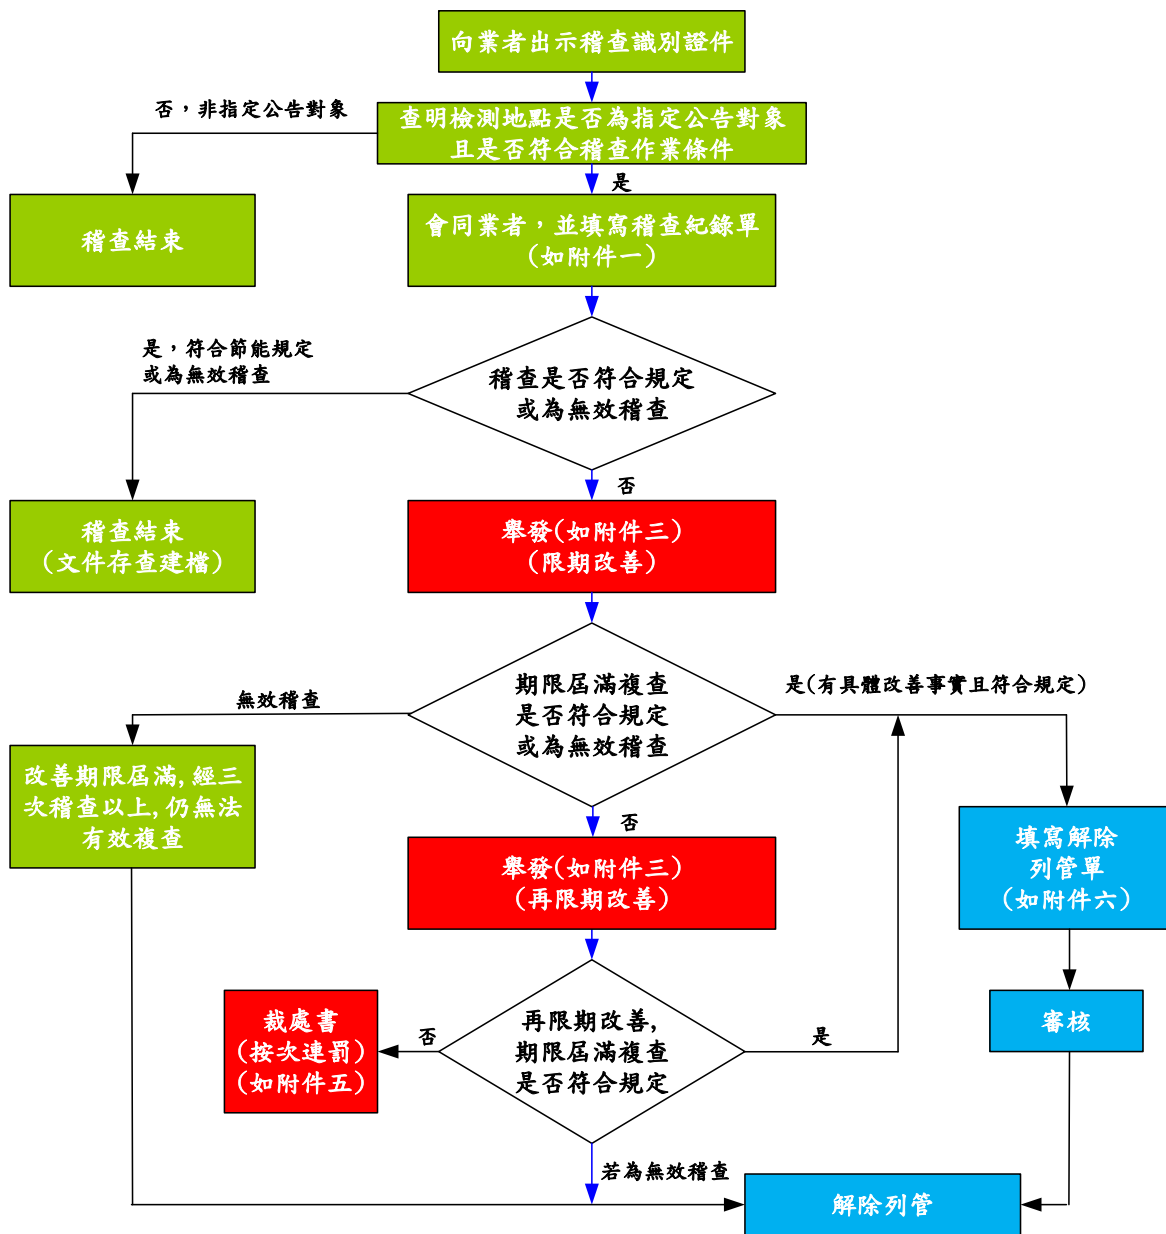 向業者出示稽查識別證件
否，非指定公告對象
查明檢測地點是否為指定公告對象
且是否符合稽查作業條件
是
稽查結束
會同業者，並填寫稽查紀錄單
(如附件一)
是，符合節能規定
或為無效稽查
稽查是否符合規定
或為無效稽查
否
稽查結束
(文件存查建檔)
舉發(如附件三)
(限期改善)
無效稽查
期限屆滿複查
是否符合規定
或為無效稽查
是(有具體改善事實且符合規定)
改善期限屆滿,經三
次稽查以上,仍無法
有效複查
否
舉發(如附件三)
(再限期改善)
填寫解除
列管單
(如附件六)
裁處書
(按次連罰)
(如附件五)
否
再限期改善,
期限屆滿複查
是否符合規定
是
審核
若為無效稽查
解除列管